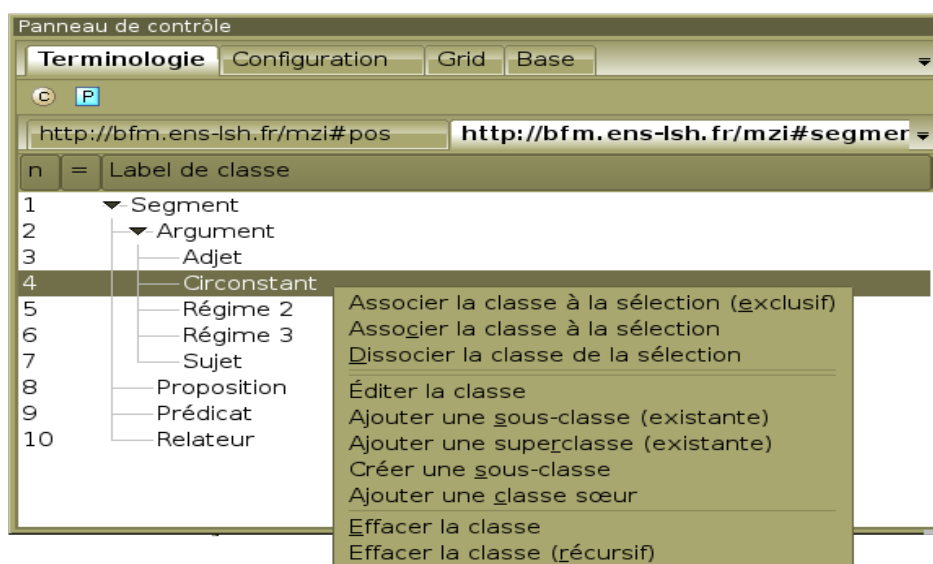 Panneau de contrôle
Terminologie Configuration Grid Base
C P
http://bfm.ens-lsh.fr/mzi#pos http://bfm.ens-lsh.fr/mzi#segmer
n = Label de classe
1 Segment
2 Argument
3 Adjet
4 Circonstant
5 Régime 2
6 Régime 3
7 Sujet
8 Proposition
9 Prédicat
10 Relateur
Associer la classe à la sélection (exclusif)
Associer la classe à la sélection
Dissocier la classe de la sélection
Éditer la classe
Ajouter une sous-classe (existante)
Ajouter une superclasse (existante)
Créer une sous-classe
Ajouter une classe sœur
Effacer la classe
Effacer la classe (récursif)